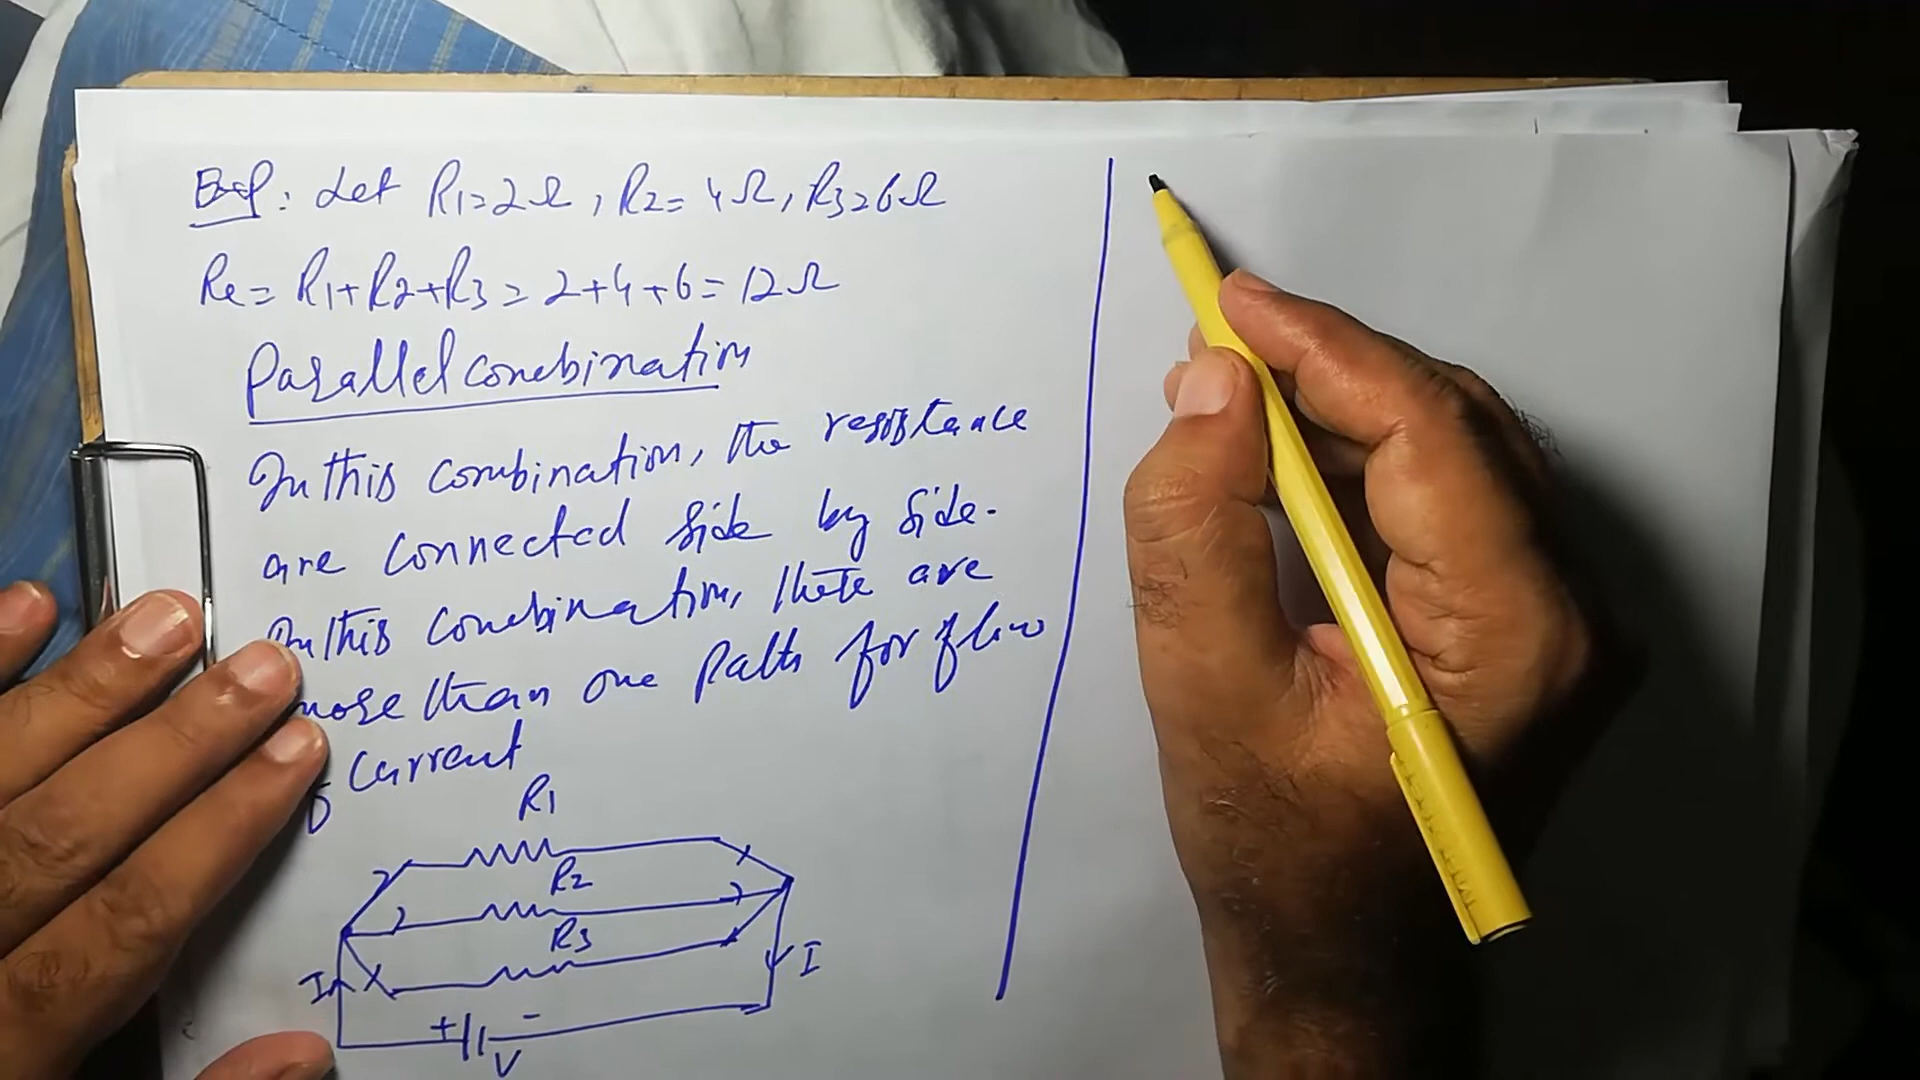 Exp: Let R1=2Ω, R2=4Ω, R3=6Ω
Re=R1+R2+R3=2+4+6=12Ω
Parallel combination
In this combination, the resistance
are connected side by side.
In this combination, there are
more than one path for flow
of current
R1
R2
R3
I
I
+
-
V